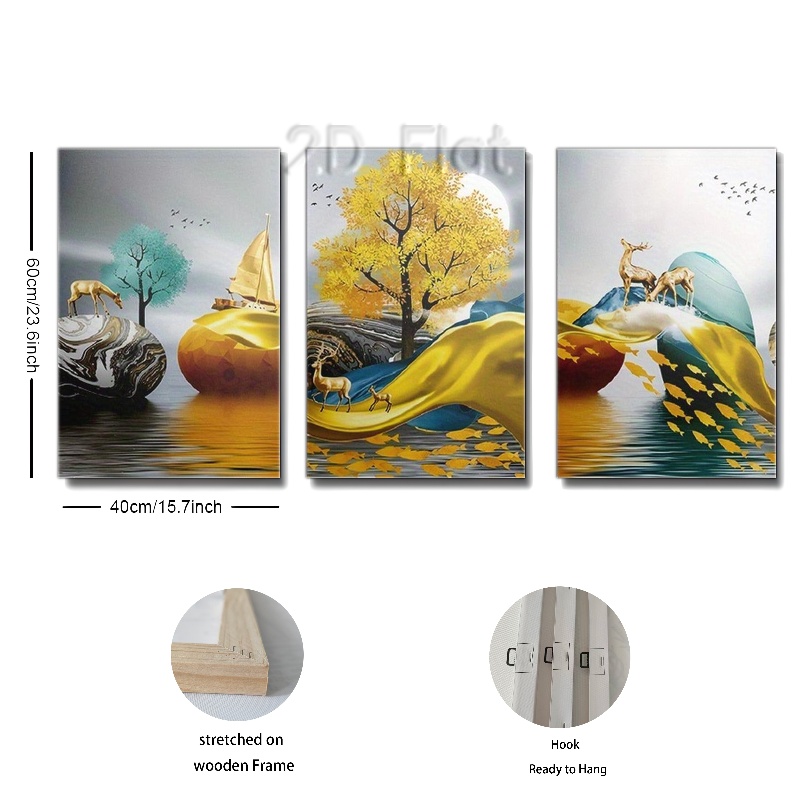 2D Flat
60cm/23.6inch
40cm/15.7inch
stretched on
wooden Frame
Hook
Ready to Hang